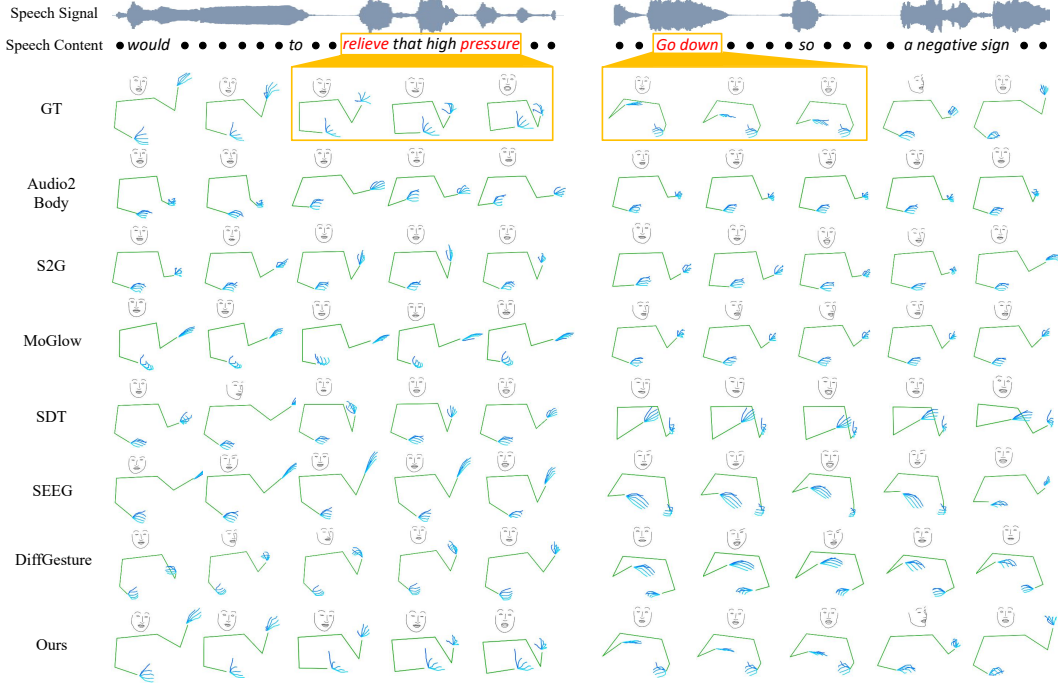 Speech Signal
Speech Content would to relieve that high pressure Go down so a negative sign
GT
Audio2
Body
S2G
MoGlow
SDT
SEEG
DiffGesture
Ours